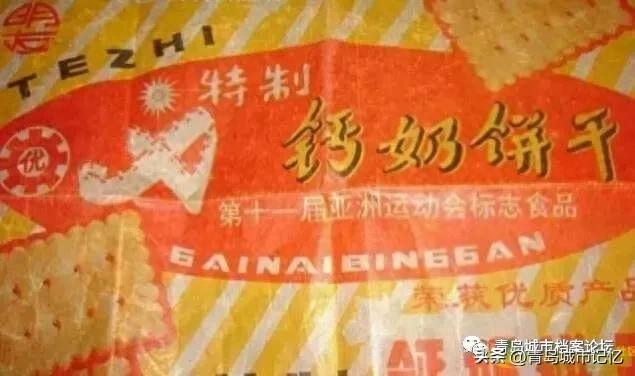 TEZHI
特制
优
钙奶饼干
第十一届亚洲运动会标志食品
GAINAIBINGGAN
荣获优质产品
青岛城市档案论坛
头条@青岛城市记忆